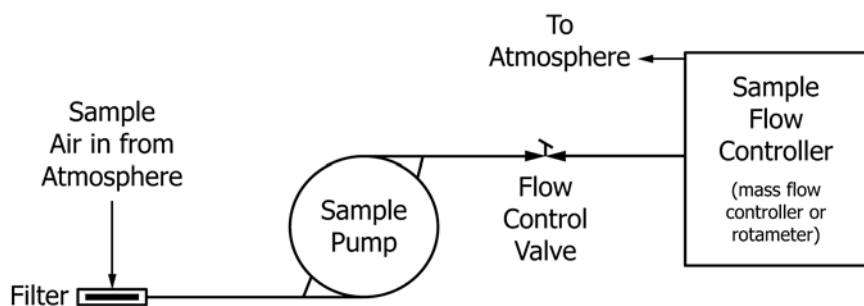 Sample
Air in from
Atmosphere
Filter
Sample
Pump
Flow
Control
Valve
To
Atmosphere
Sample
Flow
Controller
(mass flow
controller or
rotameter)